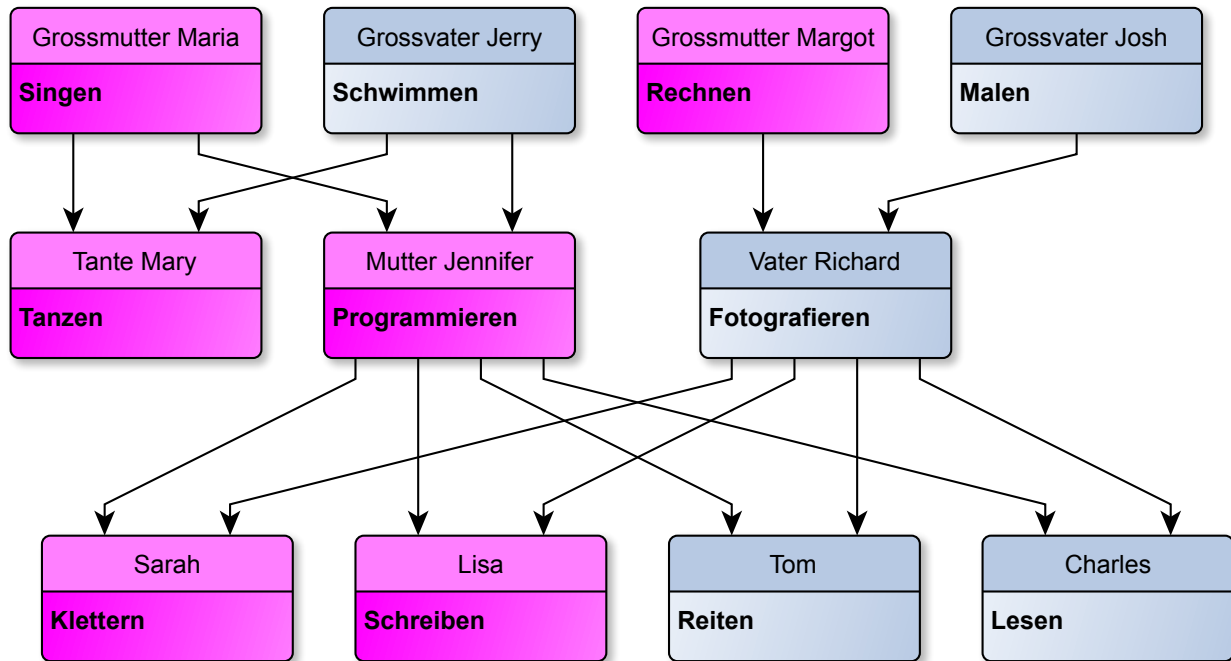 Grossmutter Maria
Singen
Grossvater Jerry
Schwimmen
Grossmutter Margot
Rechnen
Grossvater Josh
Malen
Tante Mary
Tanzen
Mutter Jennifer
Programmieren
Vater Richard
Fotografieren
Sarah
Klettern
Lisa
Schreiben
Tom
Reiten
Charles
Lesen